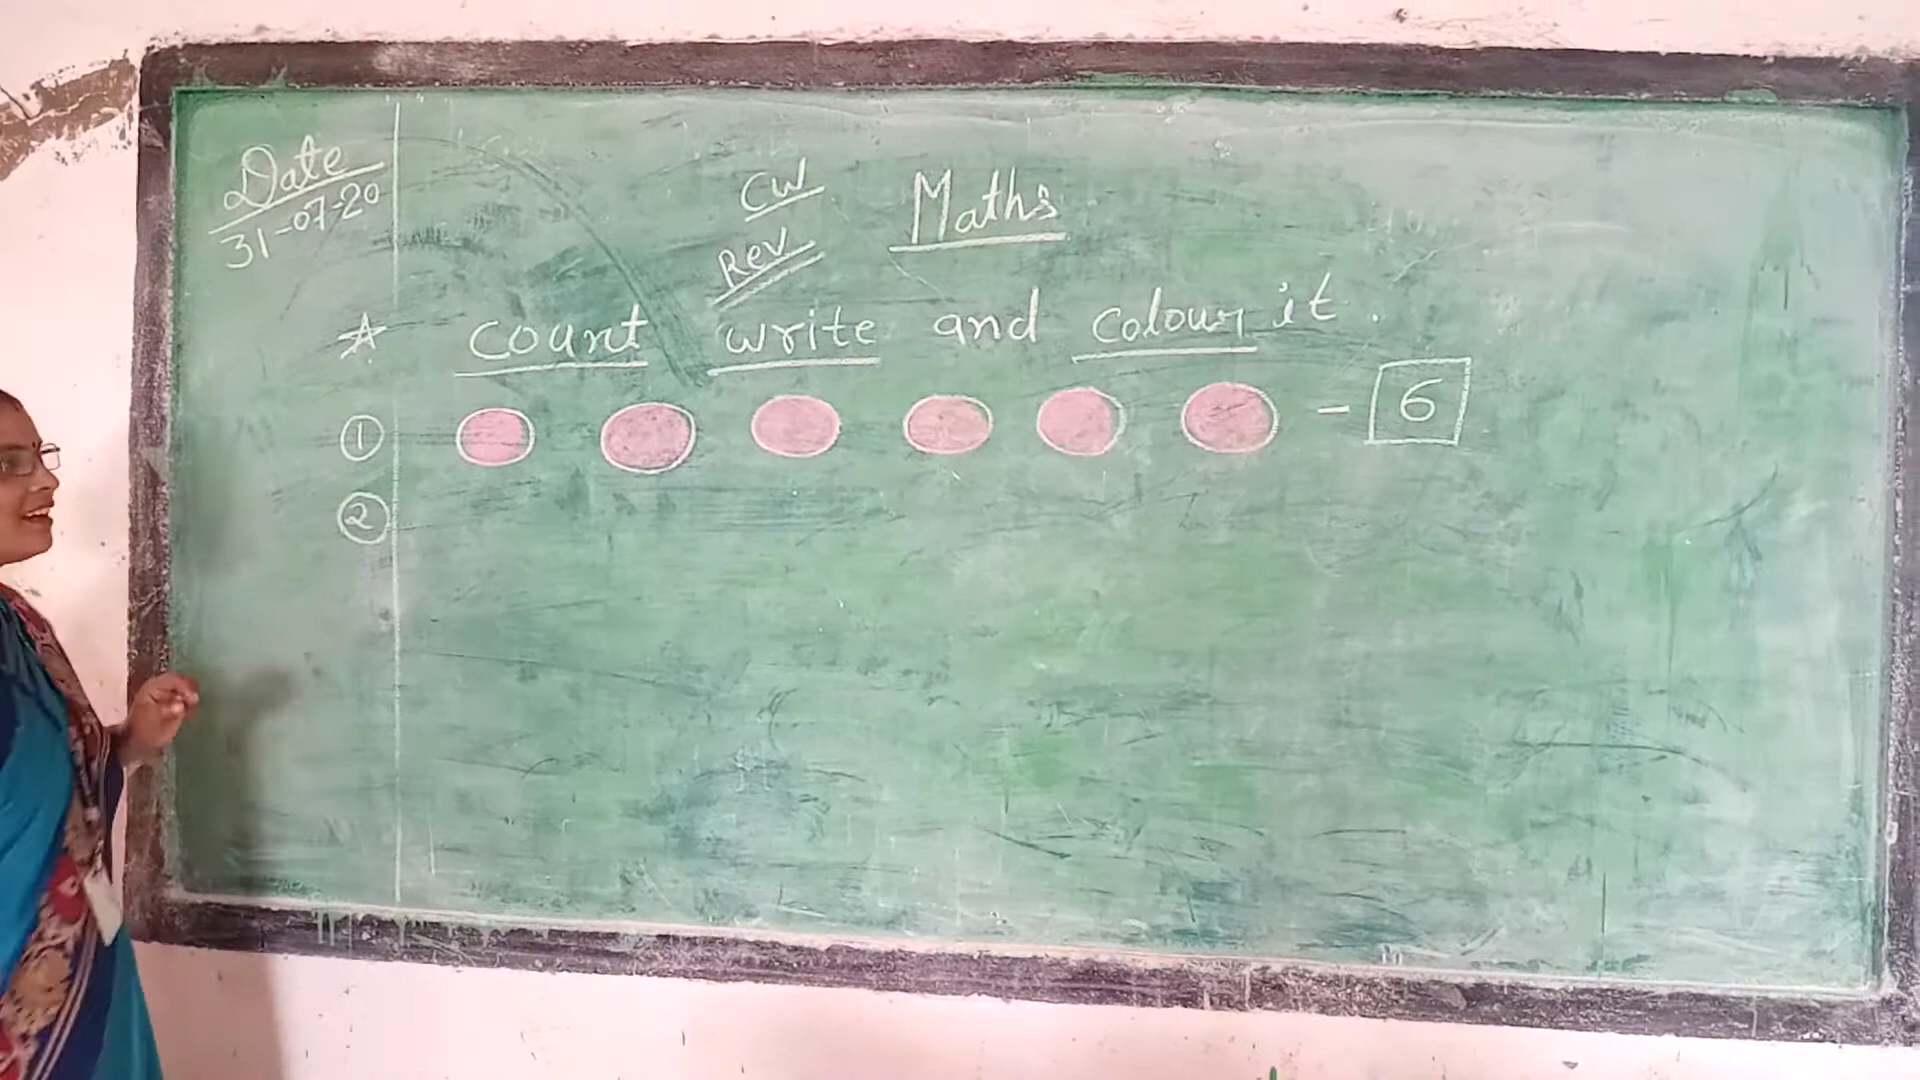 Date
31-07-20
CW
Rev
Maths
☆ count write and colour it.
① - 6
②